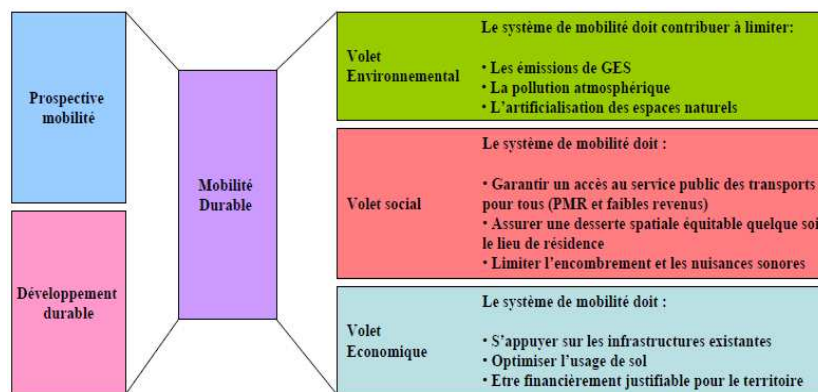 Prospective
mobilité
Développement
durable
Mobilité
Durable
Volet
Environnemental
Le système de mobilité doit contribuer à limiter:
• Les émissions de GES
• La pollution atmosphérique
• L'artificialisation des espaces naturels
Volet social
Le système de mobilité doit :
• Garantir un accès au service public des transports
pour tous (PMR et faibles revenus)
• Assurer une desserte spatiale équitable quelque soi
le lieu de résidence
• Limiter l'encombrement et les nuisances sonores
Volet
Economique
Le système de mobilité doit :
• S'appuyer sur les infrastructures existantes
• Optimiser l'usage de sol
• Etre financièrement justifiable pour le territoire